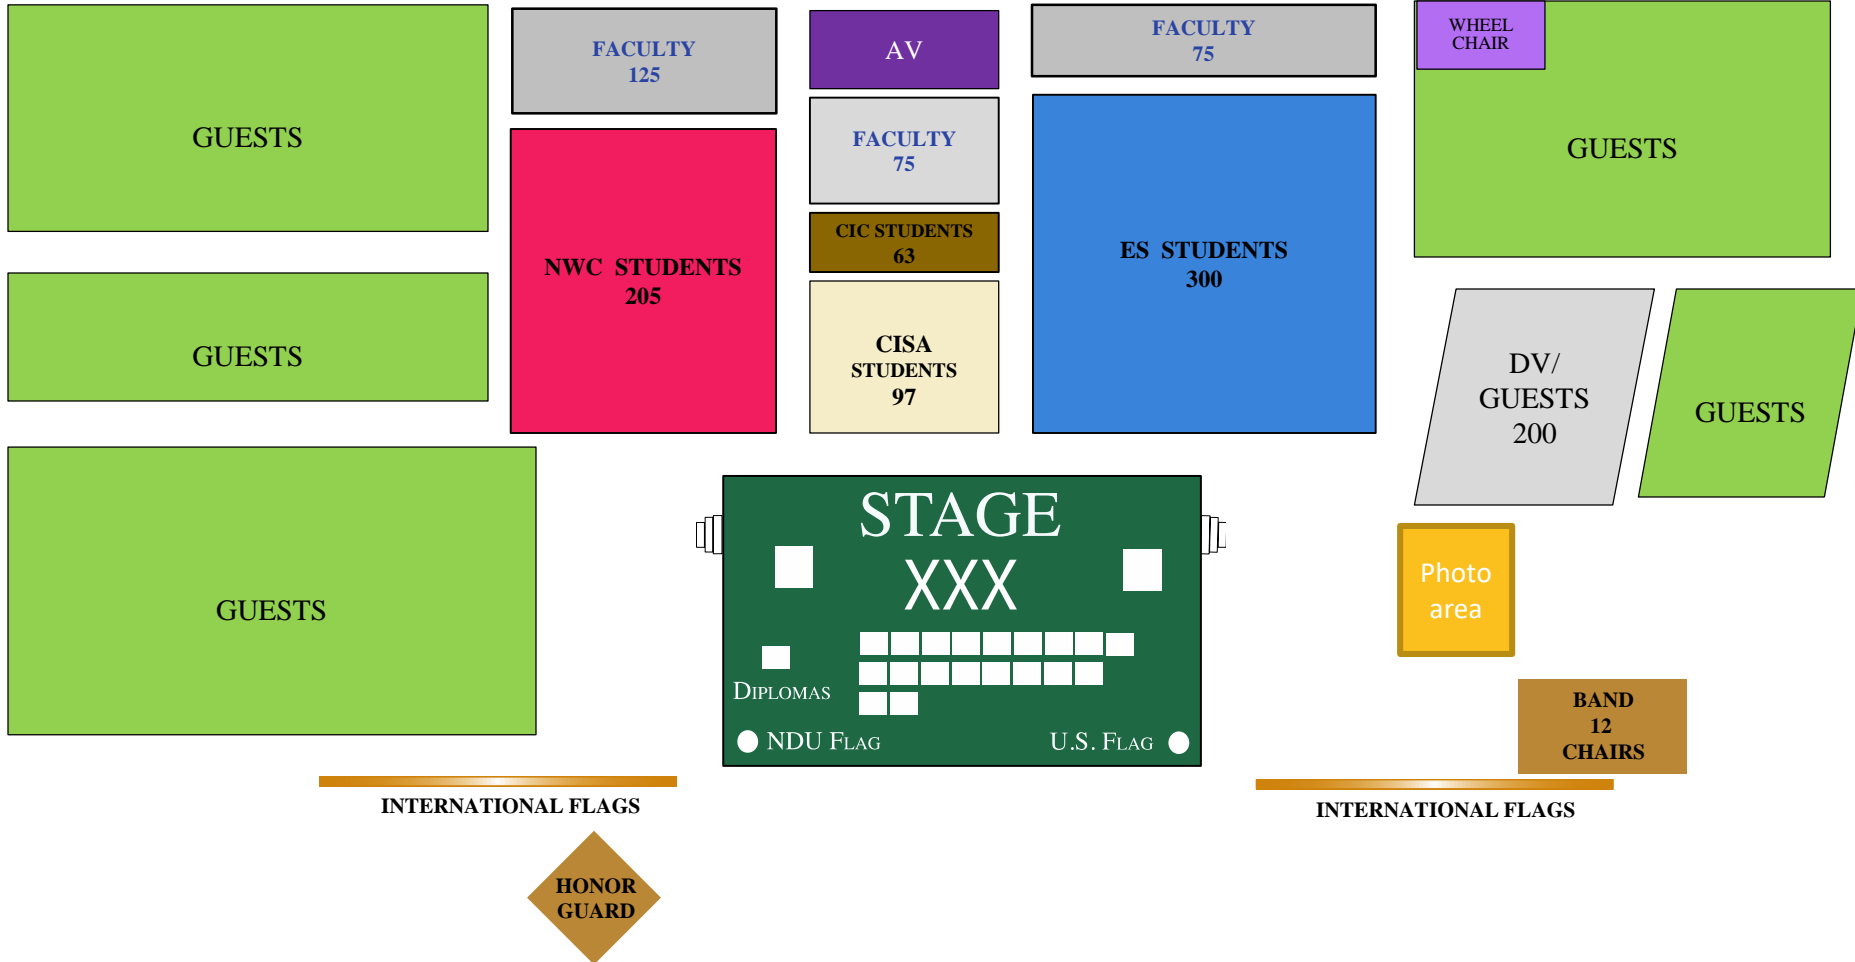 GUESTS
FACULTY
125
AV
FACULTY
75
WHEEL
CHAIR
GUESTS
FACULTY
75
NWC  STUDENTS
205
CIC STUDENTS
63
ES  STUDENTS
300
GUESTS
CISA
STUDENTS
97
DV/
GUESTS
200
GUESTS
GUESTS
STAGE
XXX
DIPLOMAS
NDU FLAG
U.S. FLAG
Photo
area
BAND
12
CHAIRS
INTERNATIONAL FLAGS
INTERNATIONAL FLAGS
HONOR
GUARD